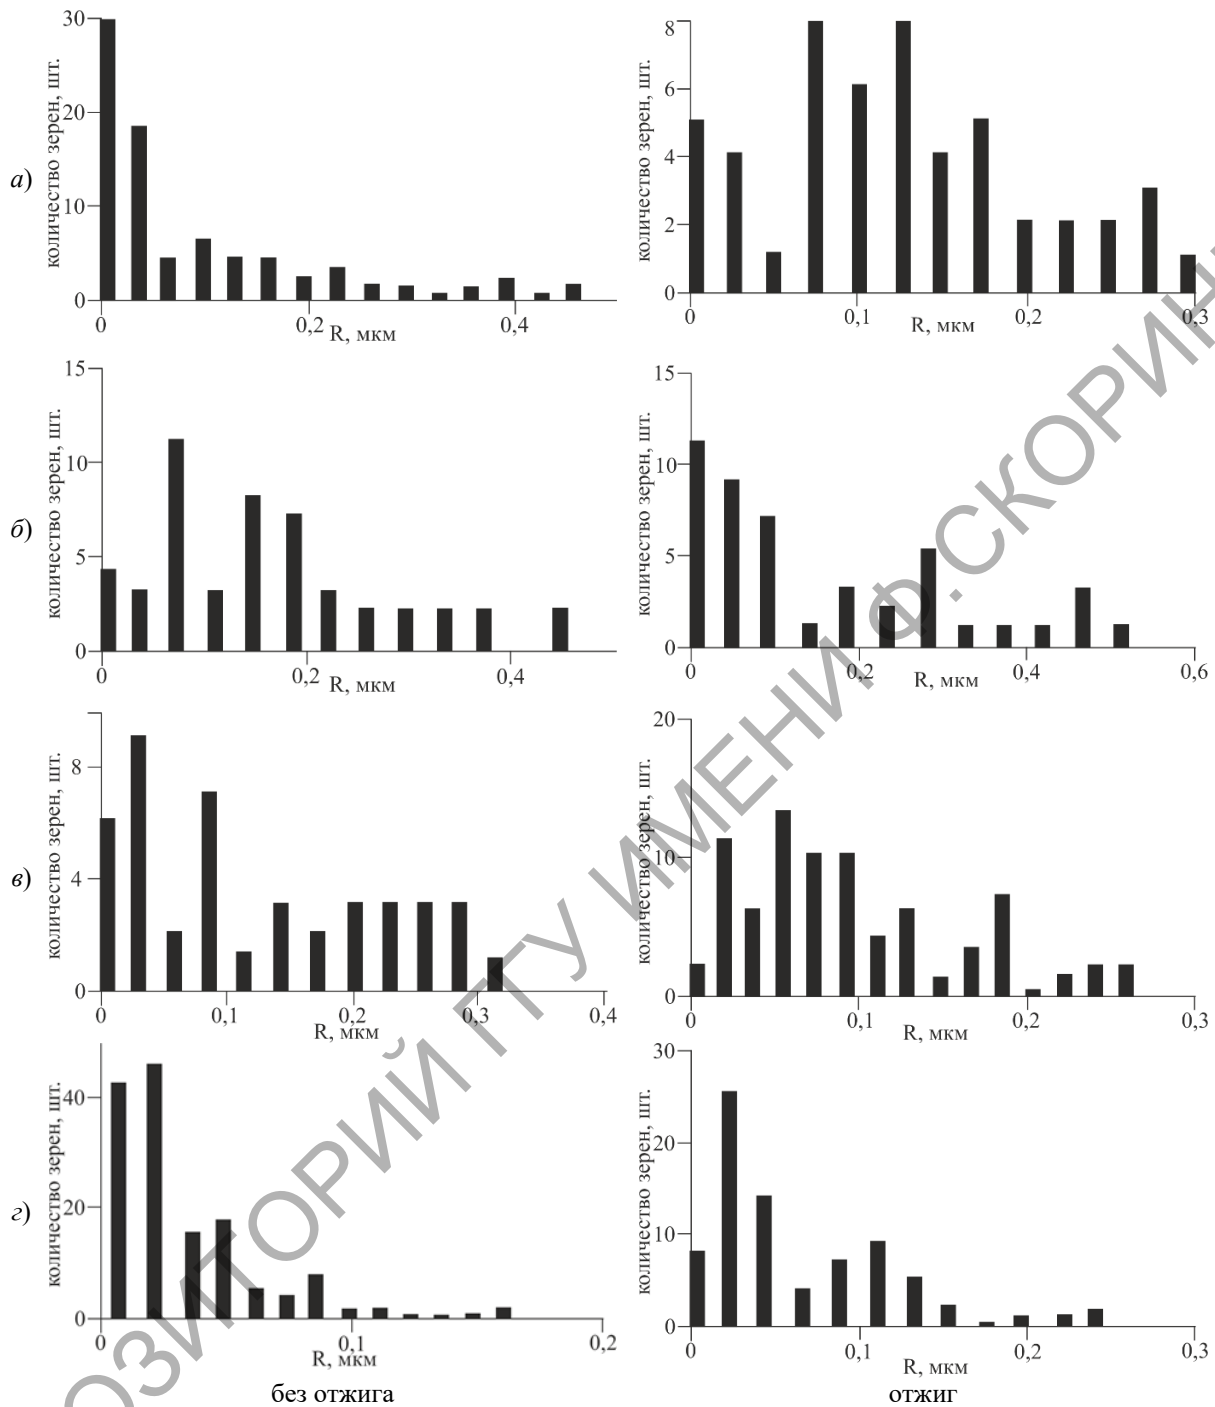 количество зерен, шт.
30
20
10
0
0
0,2
0,4
R, мкм
количество зерен, шт.
8
6
4
2
0
0
0,1
0,2
0,3
R, мкм
а)
количество зерен, шт.
15
10
5
0
0
0,2
0,4
R, мкм
количество зерен, шт.
15
10
5
0
0
0,2
0,4
0,6
R, мкм
б)
количество зерен, шт.
8
4
0
0
0,1
0,2
0,3
0,4
R, мкм
количество зерен, шт.
20
10
0
0
0,1
0,2
0,3
R, мкм
в)
количество зерен, шт.
40
20
0
0
0,1
0,2
R, мкм
количество зерен, шт.
30
20
10
0
0
0,1
0,2
0,3
R, мкм
г)
без отжига
отжиг
ГГУ ИМЕНИ